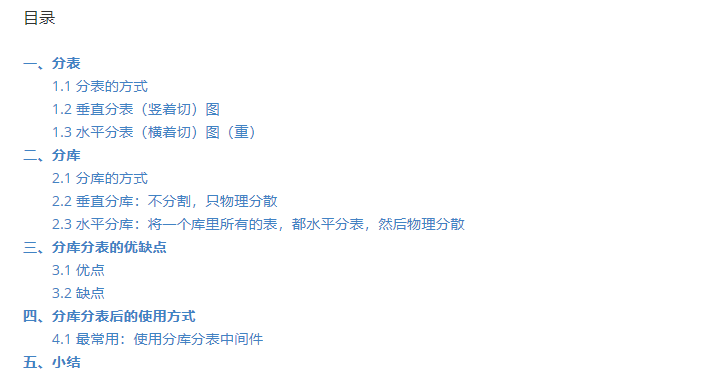 目录
一、分表
1.1 分表的方式
1.2 垂直分表（竖着切）图
1.3 水平分表（横着切）图（重）
二、分库
2.1 分库的方式
2.2 垂直分库：不分割，只物理分散
2.3 水平分库：将一个库里所有的表，都水平分表，然后物理分散
三、分库分表的优缺点
3.1 优点
3.2 缺点
四、分库分表后的使用方式
4.1 最常用：使用分库分表中间件
五、小结